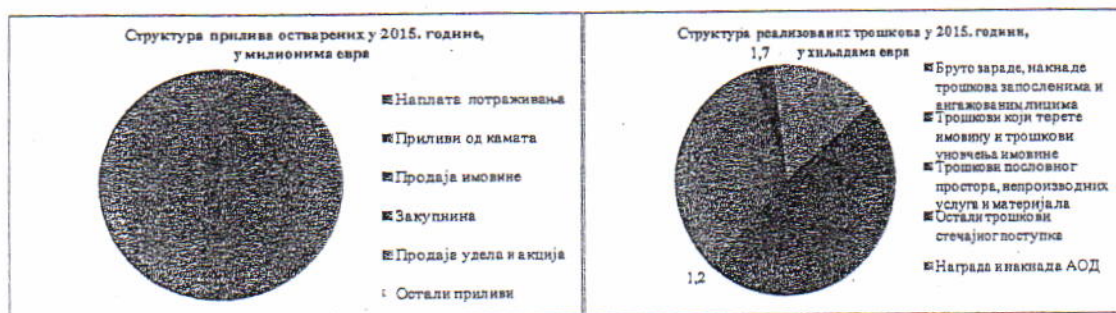 Структура прилива остварених у 2015. године,
у милионима евра
Наплата потраживања
Приливи од камата
Продаја имовине
Закупнина
Продаја удела и акција
Остали приливи
Структура реализованих трошкова у 2015. години,
у хиљадама евра
1,7
1,2
Бруто зараде, накнаде
трошкова запосленима и
ангажованим лицима
Трошкови који терете
имовину и трошкови
уновчења имовине
Трошкови пословног
простора, непроизводних
услуга и материјала
Остали трошкови
стечајног поступка
Награда и накнада АОД